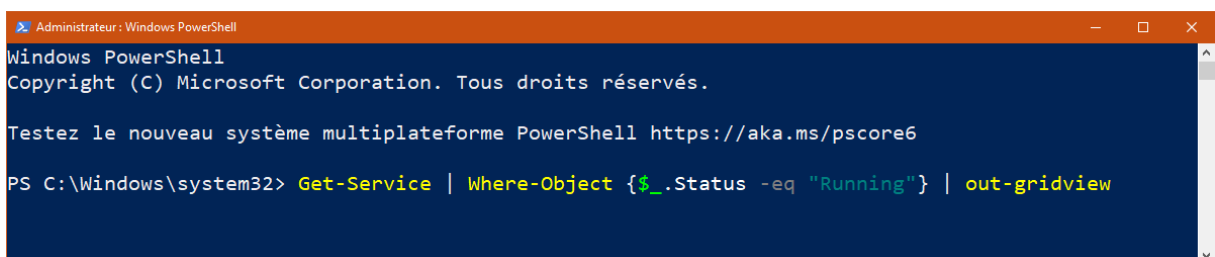 Administrateur : Windows PowerShell
Windows PowerShell
Copyright (C) Microsoft Corporation. Tous droits réservés.
Testez le nouveau système multiplateforme PowerShell https://aka.ms/pscore6
PS C:\Windows\system32> Get-Service | Where-Object {$_.Status -eq "Running"} | out-gridview